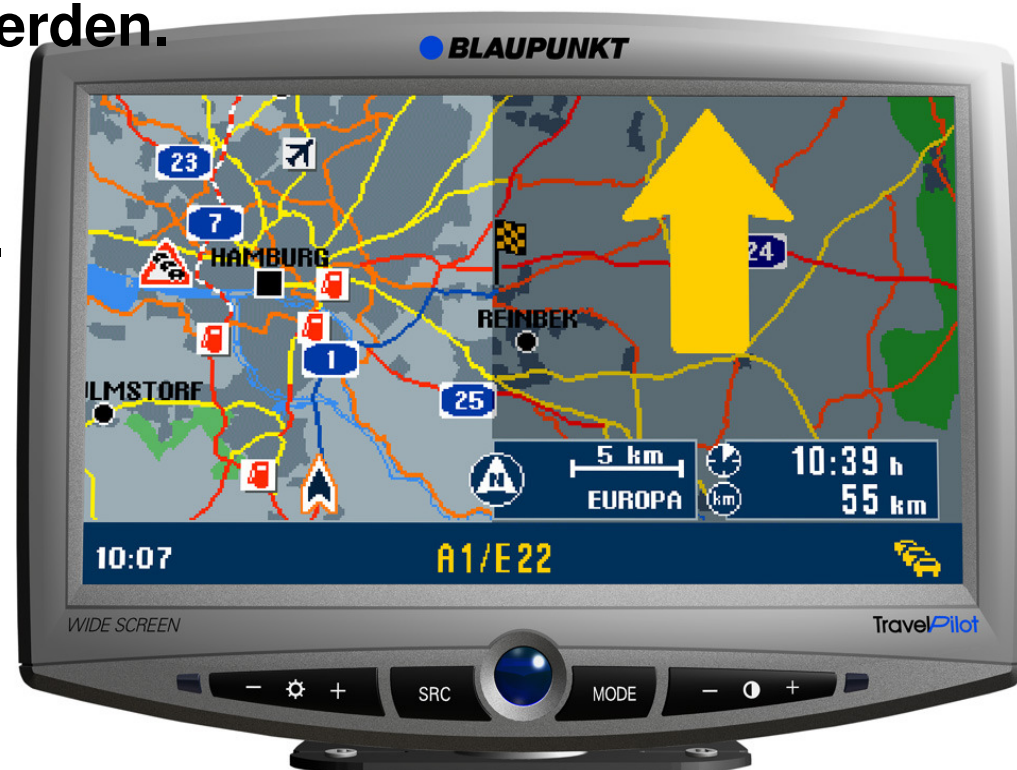 erden.
BLAUPUNKT
23
7
HAMBURG
24
REINBEK
1
25
5 km
N
EUROPA
10:39 h
km
55 km
10:07
A1/E22
WIDE SCREEN
TravelPilot
− +
SRC
MODE
− +